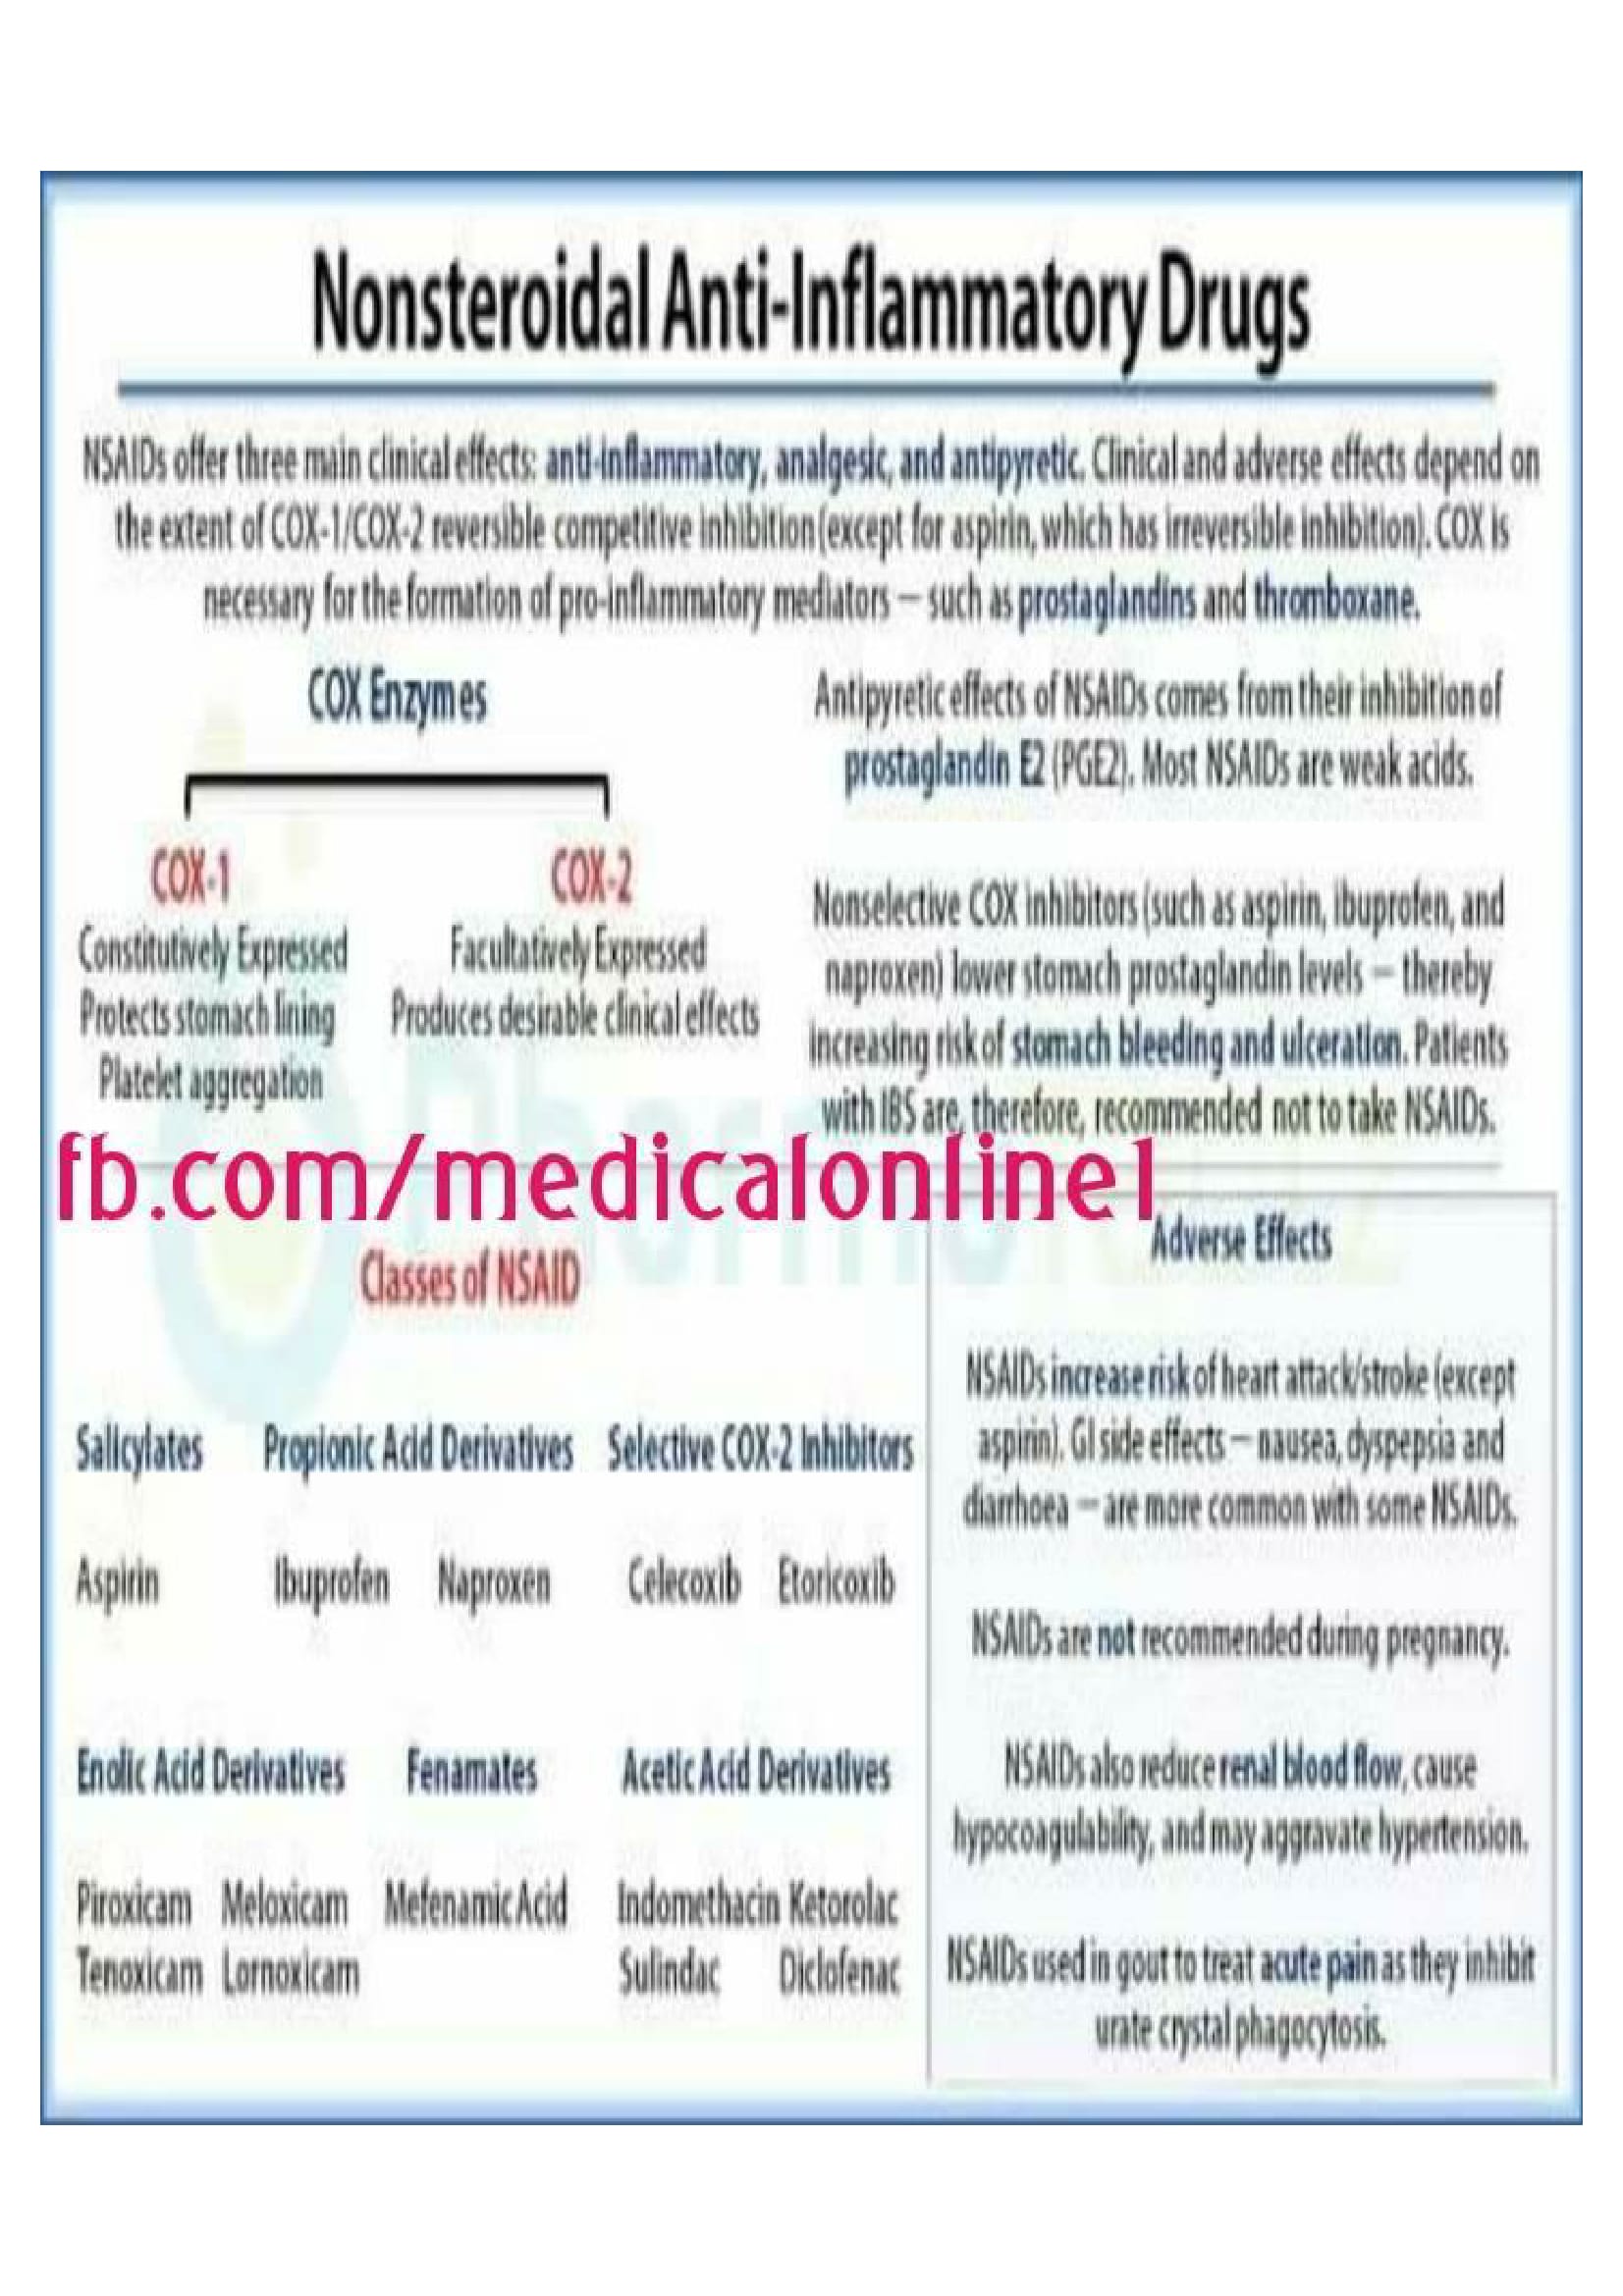 Nonsteroidal Anti-Inflammatory Drugs
NSAIDs offer three main clinical effects: anti-inflammatory, analgesic, and antipyretic. Clinical and adverse effects depend on
the extent of COX-1/COX-2 reversible competitive inhibition (except for aspirin, which has irreversible inhibition). COX is
necessary for the formation of pro-inflammatory mediators – such as prostaglandins and thromboxane.
COX Enzymes
COX-1
Constitutively Expressed
Protects stomach lining
Platelet aggregation
COX-2
Facultatively Expressed
Produces desirable clinical effects
Antipyretic effects of NSAIDs comes from their inhibition of
prostaglandin E2 (PGE2). Most NSAIDs are weak acids.
Nonselective COX inhibitors (such as aspirin, ibuprofen, and
naproxen) lower stomach prostaglandin levels – thereby
increasing risk of stomach bleeding and ulceration. Patients
with IBS are, therefore, recommended not to take NSAIDs.
fb.com/medicalonline1
Classes of NSAID
Salicylates
Aspirin
Propionic Acid Derivatives
Ibuprofen Naproxen
Selective COX-2 Inhibitors
Celecoxib Etoricoxib
Enolic Acid Derivatives
Piroxicam Meloxicam
Tenoxicam Lornoxicam
Fenamates
Mefenamic Acid
Acetic Acid Derivatives
Indomethacin Ketorolac
Sulindac Diclofenac
Adverse Effects
NSAIDs increase risk of heart attack/stroke (except
aspirin). GI side effects – nausea, dyspepsia and
diarrhoea – are more common with some NSAIDs.
NSAIDs are not recommended during pregnancy.
NSAIDs also reduce renal blood flow, cause
hypocoagulability, and may aggravate hypertension.
NSAIDs used in gout to treat acute pain as they inhibit
urate crystal phagocytosis.